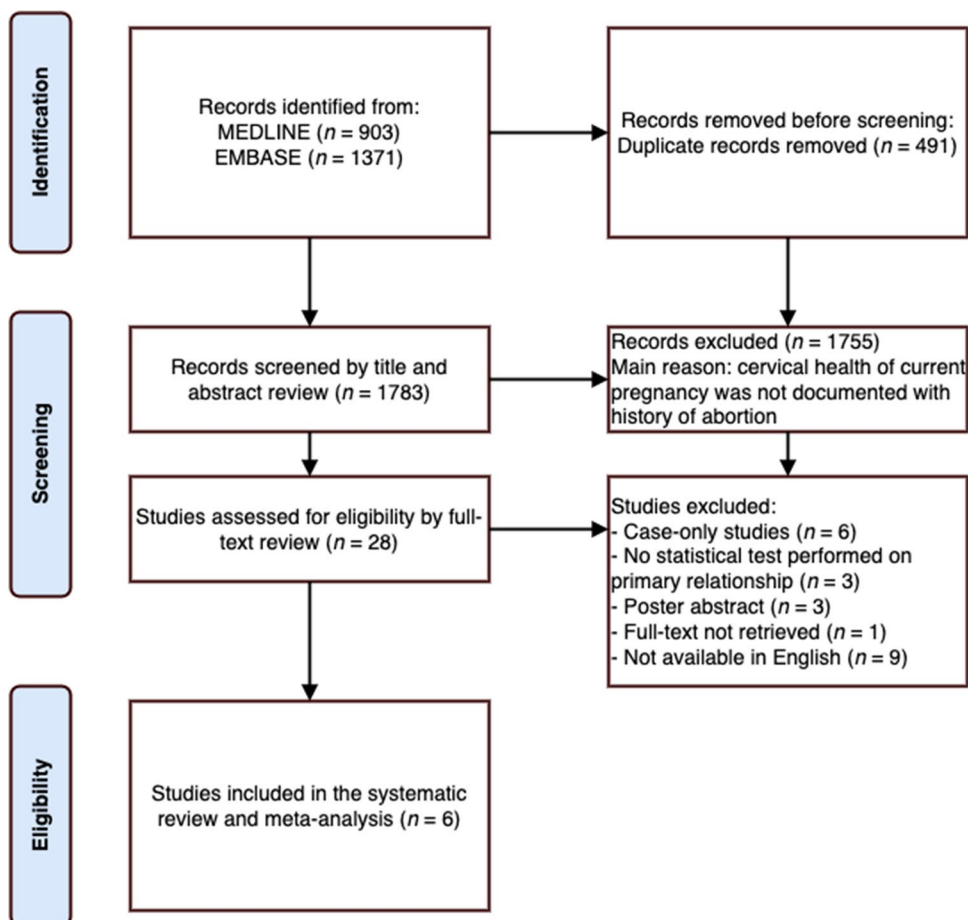 Identification
Records identified from:
MEDLINE (n = 903)
EMBASE (n = 1371)
Records removed before screening:
Duplicate records removed (n = 491)
Screening
Records screened by title and
abstract review (n = 1783)
Records excluded (n = 1755)
Main reason: cervical health of current
pregnancy was not documented with
history of abortion
Studies assessed for eligibility by full-
text review (n = 28)
Studies excluded:
- Case-only studies (n = 6)
- No statistical test performed on
primary relationship (n = 3)
- Poster abstract (n = 3)
- Full-text not retrieved (n = 1)
- Not available in English (n = 9)
Eligibility
Studies included in the systematic
review and meta-analysis (n = 6)